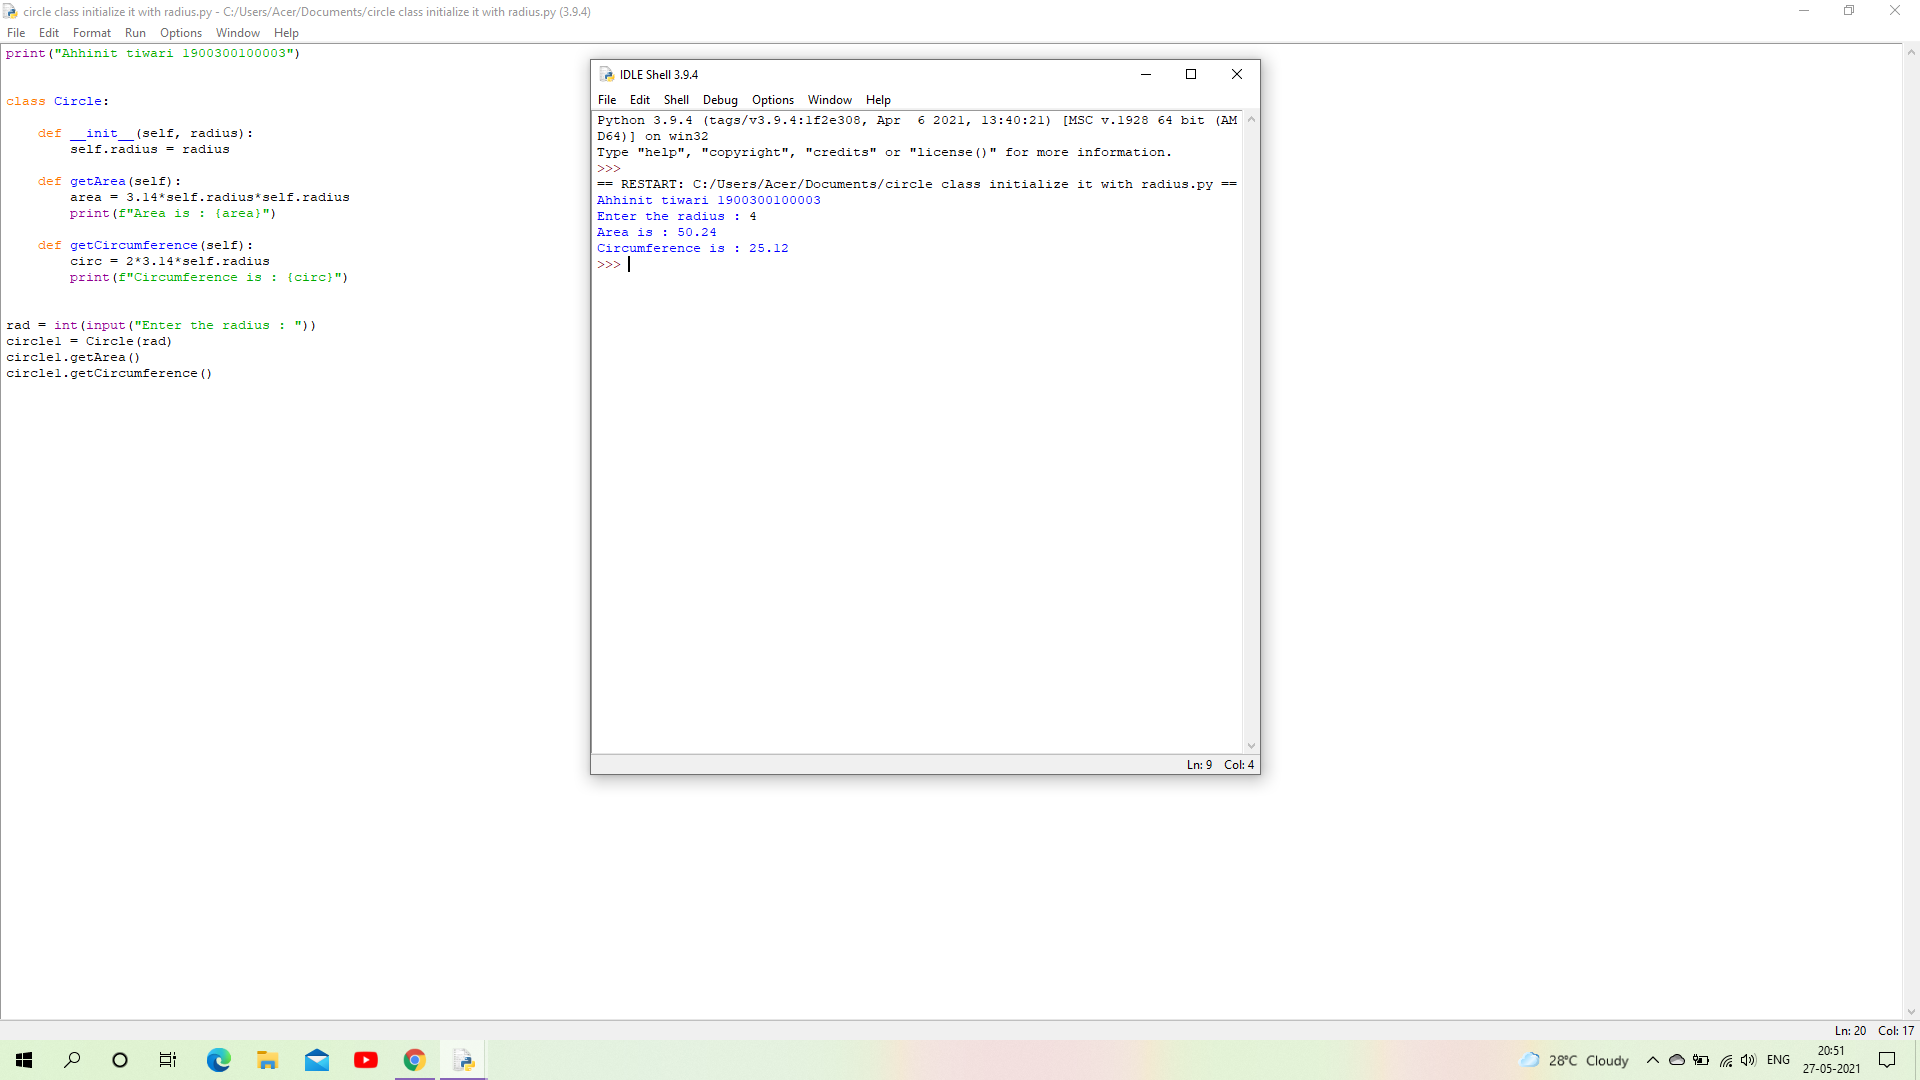 circle class initialize it with radius.py - C:/Users/Acer/Documents/circle class initialize it with radius.py (3.9.4)
File Edit Format Run Options Window Help
print("Ahhinit tiwari 1900300100003")
class Circle:
def __init__(self, radius):
self.radius = radius
def getArea(self):
area = 3.14*self.radius*self.radius
print(f"Area is : {area}")
def getCircumference(self):
circ = 2*3.14*self.radius
print(f"Circumference is : {circ}")
rad = int(input("Enter the radius : "))
circle1 = Circle(rad)
circle1.getArea()
circle1.getCircumference()
IDLE Shell 3.9.4
File Edit Shell Debug Options Window Help
Python 3.9.4 (tags/v3.9.4:1f2e308, Apr  6 2021, 13:40:21) [MSC v.1928 64 bit (AM
D64)] on win32
Type "help", "copyright", "credits" or "license()" for more information.
>>>
== RESTART: C:/Users/Acer/Documents/circle class initialize it with radius.py ==
Ahhinit tiwari 1900300100003
Enter the radius : 4
Area is : 50.24
Circumference is : 25.12
>>>
Ln: 9 Col: 4
Ln: 20 Col: 17
28°C Cloudy
ENG
20:51
27-05-2021